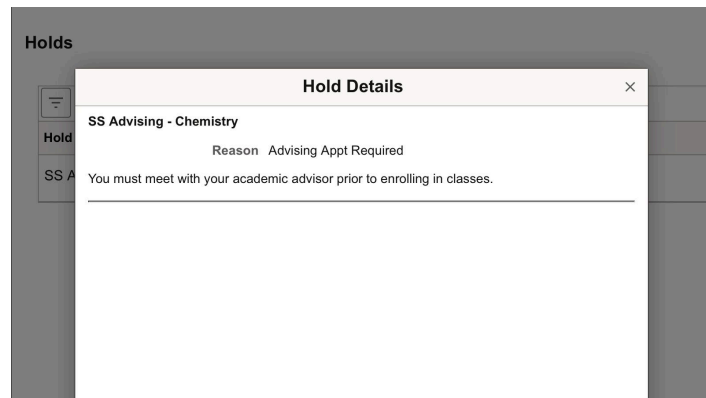 Holds
Hold Details
SS Advising - Chemistry
Hold
Reason Advising Appt Required
SS A
You must meet with your academic advisor prior to enrolling in classes.